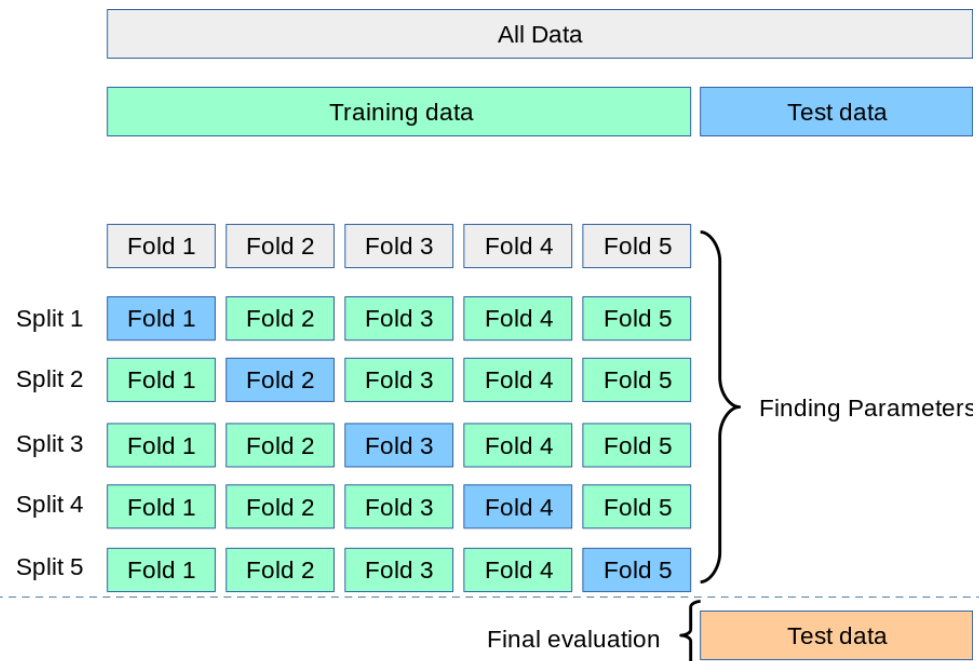 All Data
Training data Test data
Fold 1 Fold 2 Fold 3 Fold 4 Fold 5
Split 1 Fold 1 Fold 2 Fold 3 Fold 4 Fold 5
Split 2 Fold 1 Fold 2 Fold 3 Fold 4 Fold 5
Finding Parameters
Split 3 Fold 1 Fold 2 Fold 3 Fold 4 Fold 5
Split 4 Fold 1 Fold 2 Fold 3 Fold 4 Fold 5
Split 5 Fold 1 Fold 2 Fold 3 Fold 4 Fold 5
Final evaluation Test data